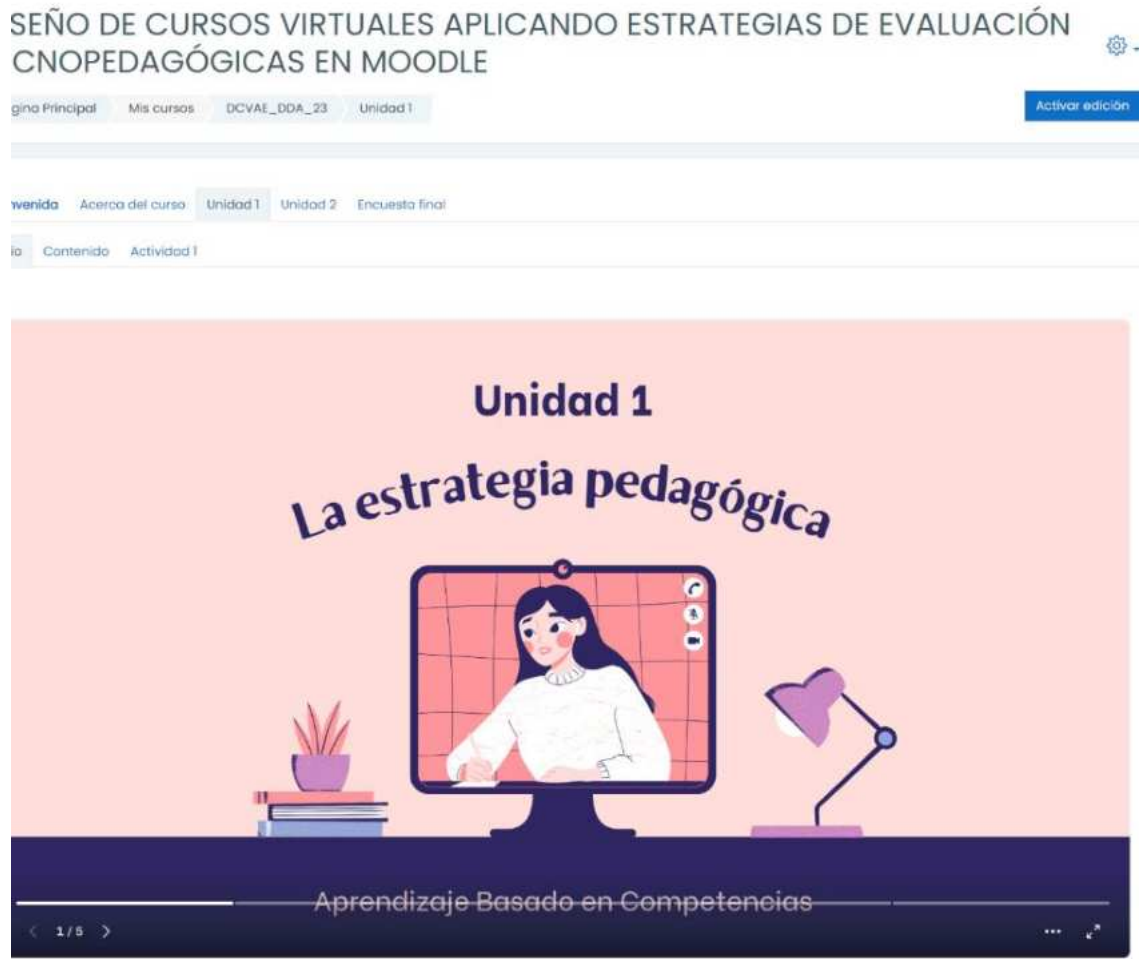 SEÑO DE CURSOS VIRTUALES APLICANDO ESTRATEGIAS DE EVALUACIÓN
CNOPEDAGÓGICAS EN MOODLE
gina Principal Mis cursos DCVAE_DDA_23 Unidad 1
Activar edición
nvenida Acerca del curso Unidad 1 Unidad 2 Encuesta final
io Contenido Actividad 1
Unidad 1
La estrategia pedagógica
Aprendizaje Basado en Competencias
1/5